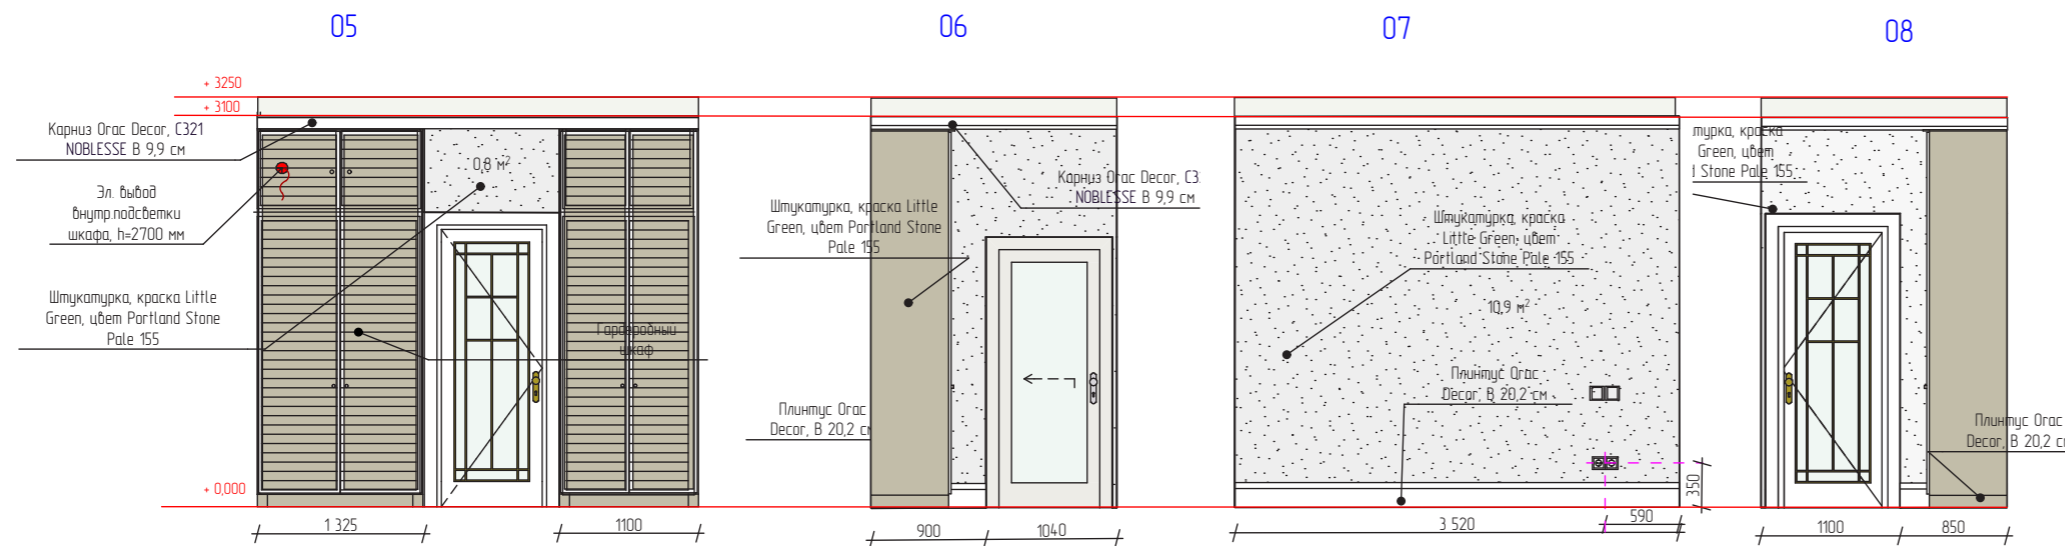 05
06
07
08
+ 3250
+ 3100
Карниз Orac Decor, C321
NOBLESSE В 9,9 см
Эл. вывод
внутр.подсветки
шкафа, h=2700 мм
Штукатурка, краска Little
Green, цвет Portland Stone
Pale 155
+ 0,000
0,8 м²
Гардеробный
шкаф
1 325
1100
Штукатурка, краска Little
Green, цвет Portland Stone
Pale 155
Плинтус Orac
Decor, В 20,2 см
Карниз Orac Decor, C3
NOBLESSE В 9,9 см
900
1040
Штукатурка, краска
Little Green, цвет
Portland Stone Pale 155
10,9 м²
Плинтус Orac
Decor, В 20,2 см
350
3 520
590
турка, краска
Green, цвет
Stone Pale 155
Плинтус Orac
Decor, В 20,2 см
1100
850